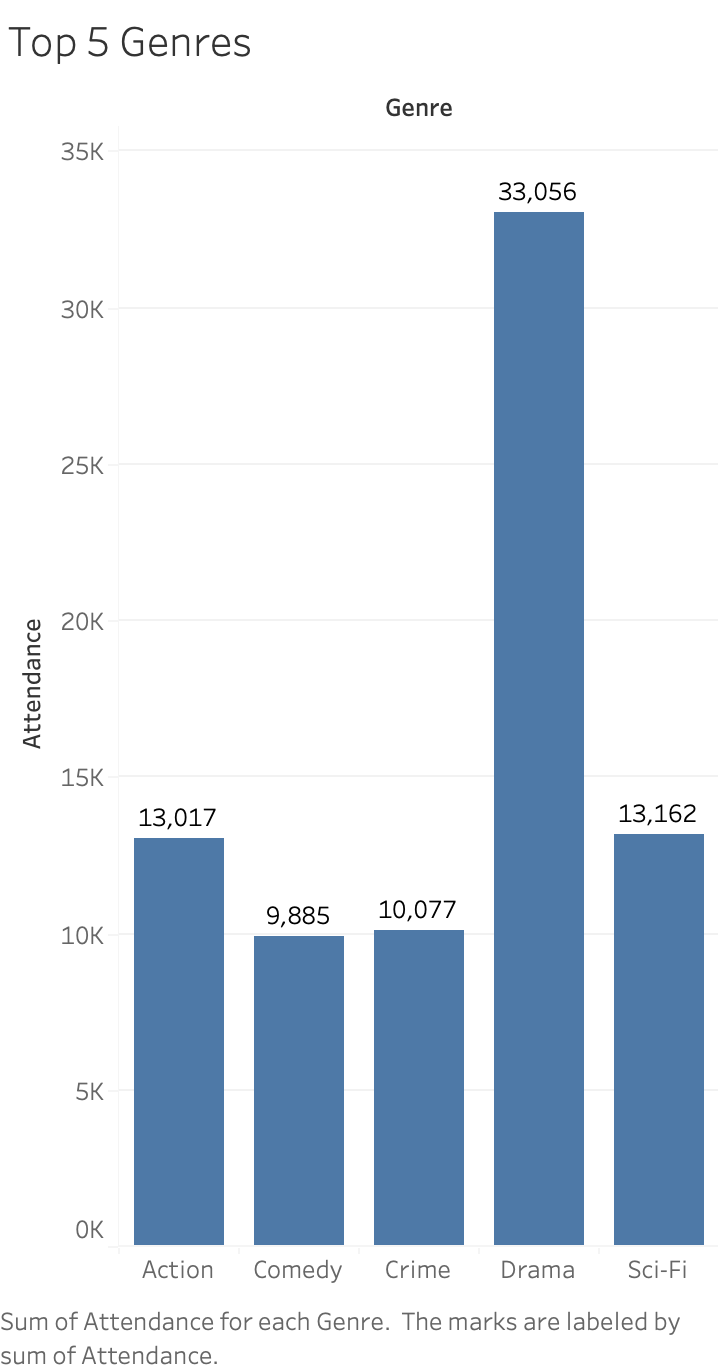 Top 5 Genres
Genre
35K
33,056
30K
25K
20K
Attendance
15K
13,017
13,162
9,885
10,077
10K
5K
0K
Action Comedy Crime Drama Sci-Fi
Sum of Attendance for each Genre.  The marks are labeled by
sum of Attendance.